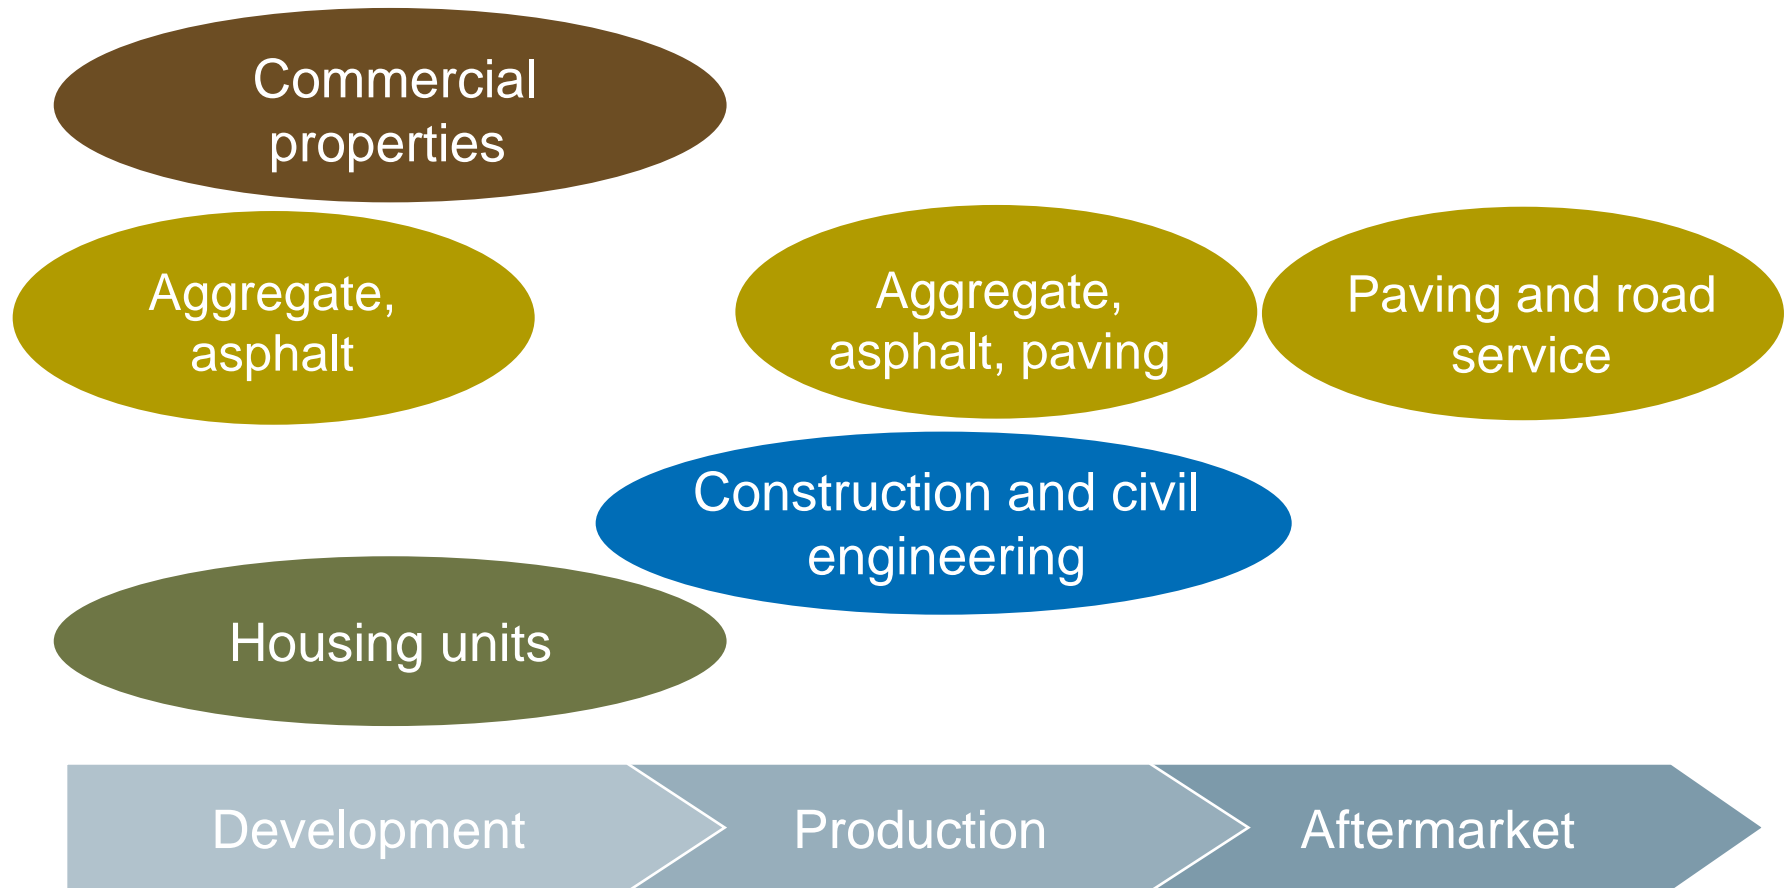 Commercial
properties
Aggregate,
asphalt
Aggregate,
asphalt, paving
Paving and road
service
Construction and civil
engineering
Housing units
Development
Production
Aftermarket